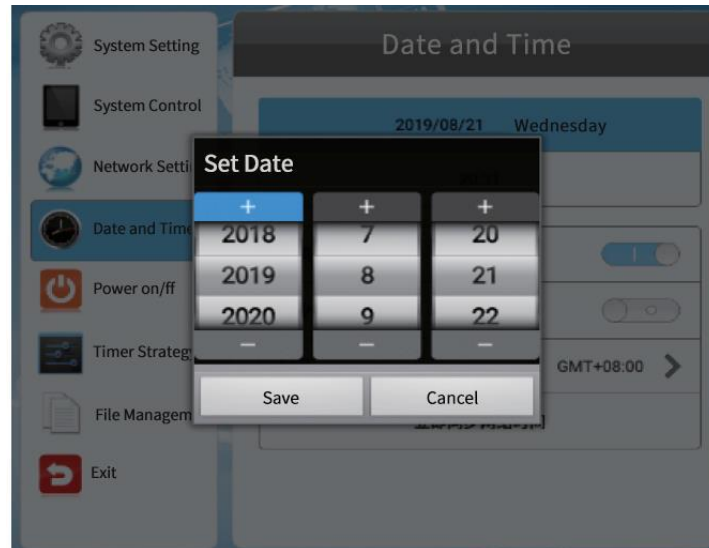 System Setting
Date and Time
System Control
2019/08/21 Wednesday
Network Setti
Set Date
+ + +
2018 7 20
Date and Time
2019 8 21
Power on/ff
2020 9 22
− − −
Timer Strateg
GMT+08:00
Save Cancel
File Managem
Exit